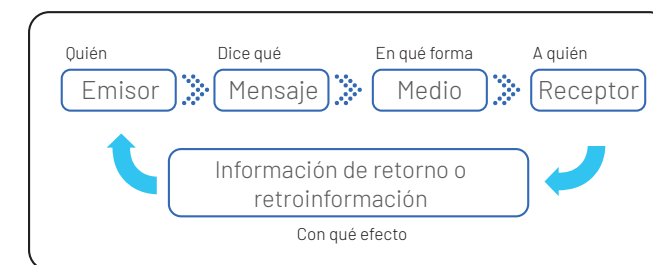 Quién Dice qué En qué forma A quién
Emisor Mensaje Medio Receptor
Información de retorno o
retroinformación
Con qué efecto